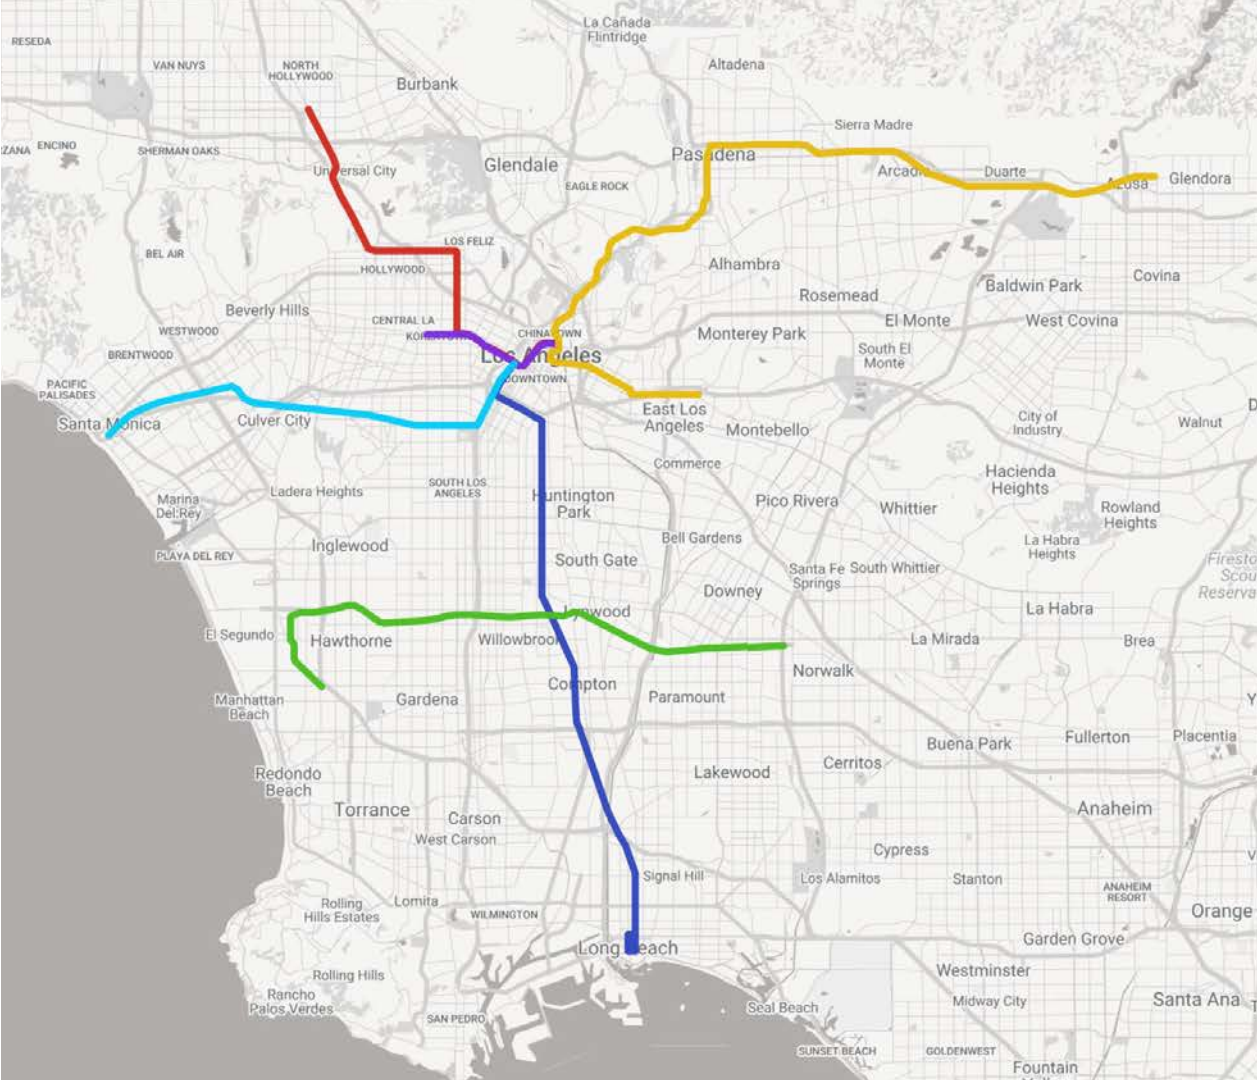 La Cañada
Flintridge
RESEDA
VAN NUYS
NORTH
HOLLYWOOD
Burbank
Altadena
Sierra Madre
ZANA
ENCINO
SHERMAN OAKS
Universal City
Glendale
Pasadena
EAGLE ROCK
Arcadia
Duarte
Azusa
Glendora
BEL AIR
LOS FELIZ
HOLLYWOOD
Alhambra
Rosemead
Baldwin Park
Covina
Beverly Hills
CENTRAL LA
KOREATOWN
CHINATOWN
WESTWOOD
BRENTWOOD
Los Angeles
DOWNTOWN
Monterey Park
El Monte
West Covina
South El
Monte
PACIFIC
PALISADES
Santa Monica
Culver City
East Los
Angeles
Montebello
City of
Industry
Walnut
D
Commerce
Marina
Del Rey
Ladera Heights
SOUTH LOS
ANGELES
Huntington
Park
Pico Rivera
Whittier
Hacienda
Heights
Rowland
Heights
PLAYA DEL REY
Inglewood
South Gate
Bell Gardens
La Habra
Heights
Santa Fe
Springs
South Whittier
Downey
Firesto
Scou
Reserva
Lynwood
La Habra
El Segundo
Hawthorne
Willowbrook
La Mirada
Brea
Norwalk
Manhattan
Beach
Gardena
Compton
Paramount
Y
Buena Park
Fullerton
Placentia
Redondo
Beach
Lakewood
Cerritos
Torrance
Carson
West Carson
Anaheim
Cypress
V
Signal Hill
Los Alamitos
Stanton
ANAHEIM
RESORT
Rolling
Hills Estates
Lomita
WILMINGTON
Orange
Long Beach
Garden Grove
Rolling Hills
Westminster
Rancho
Palos Verdes
SAN PEDRO
Seal Beach
Midway City
Santa Ana
T
SUNSET BEACH
GOLDENWEST
Fountain